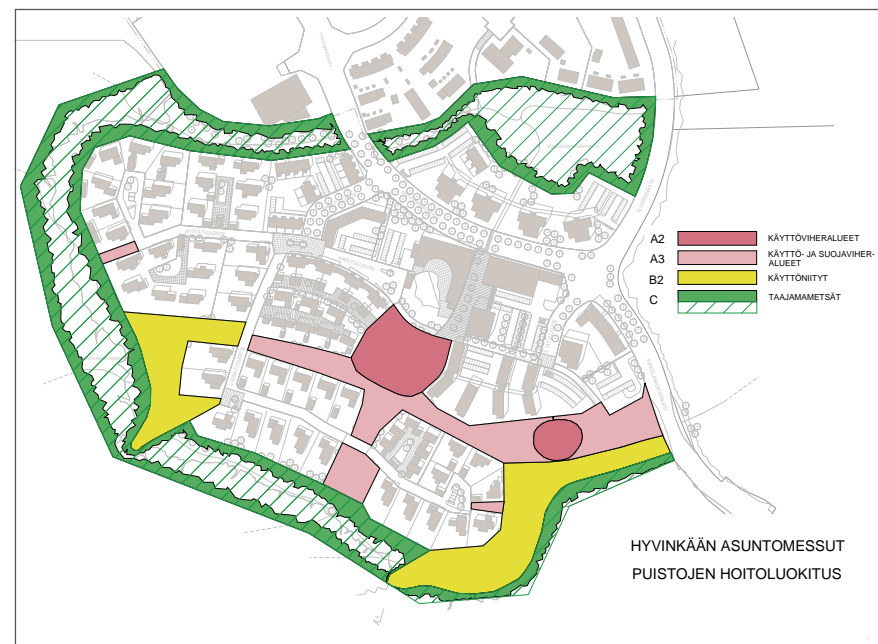 A2 KÄYTTÖVIHERALUEET
A3 KÄYTTÖ- JA SUOJAVIHER-
ALUEET
B2 KÄYTTÖNIITYT
C TAAJAMAMETSÄT
HYVINKÄÄN ASUNTOMESSUT
PUISTOJEN HOITOLUOKITUS